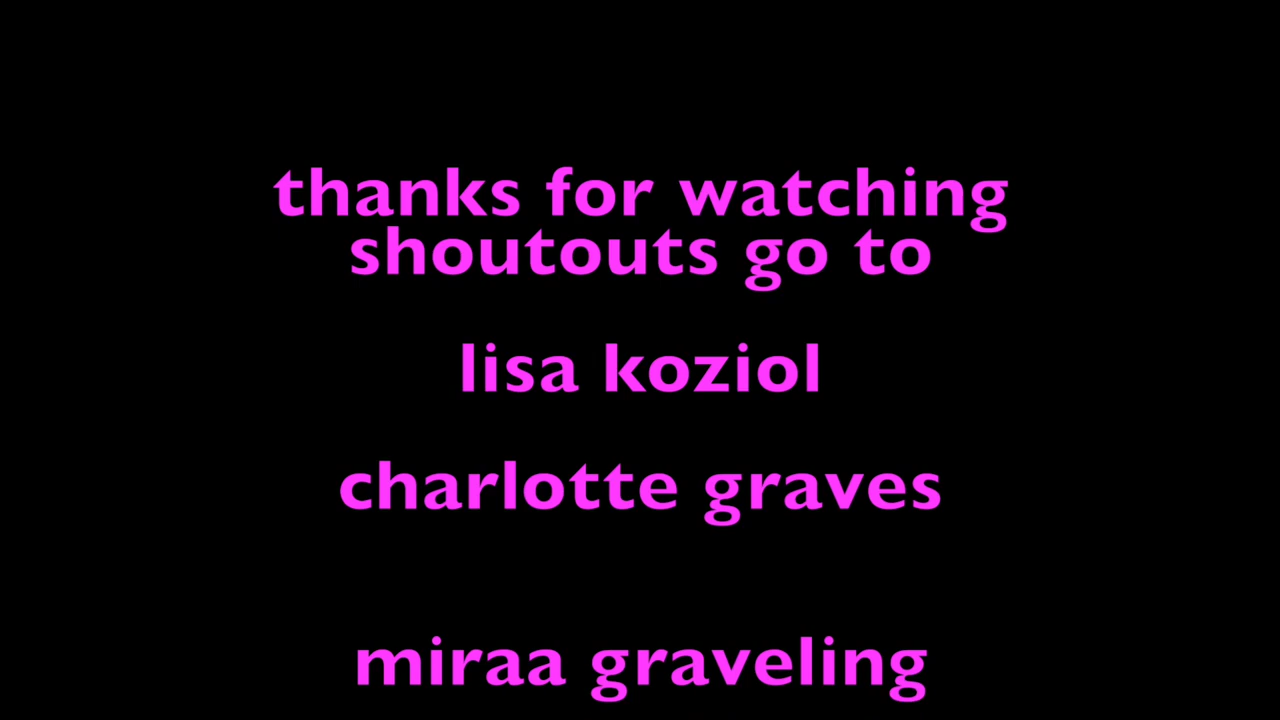 thanks for watching
shoutouts go to
lisa koziol
charlotte graves
miraa graveling